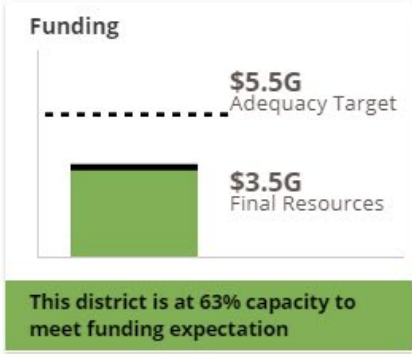 Funding
$5.5G
Adequacy Target
$3.5G
Final Resources
This district is at 63% capacity to
meet funding expectation